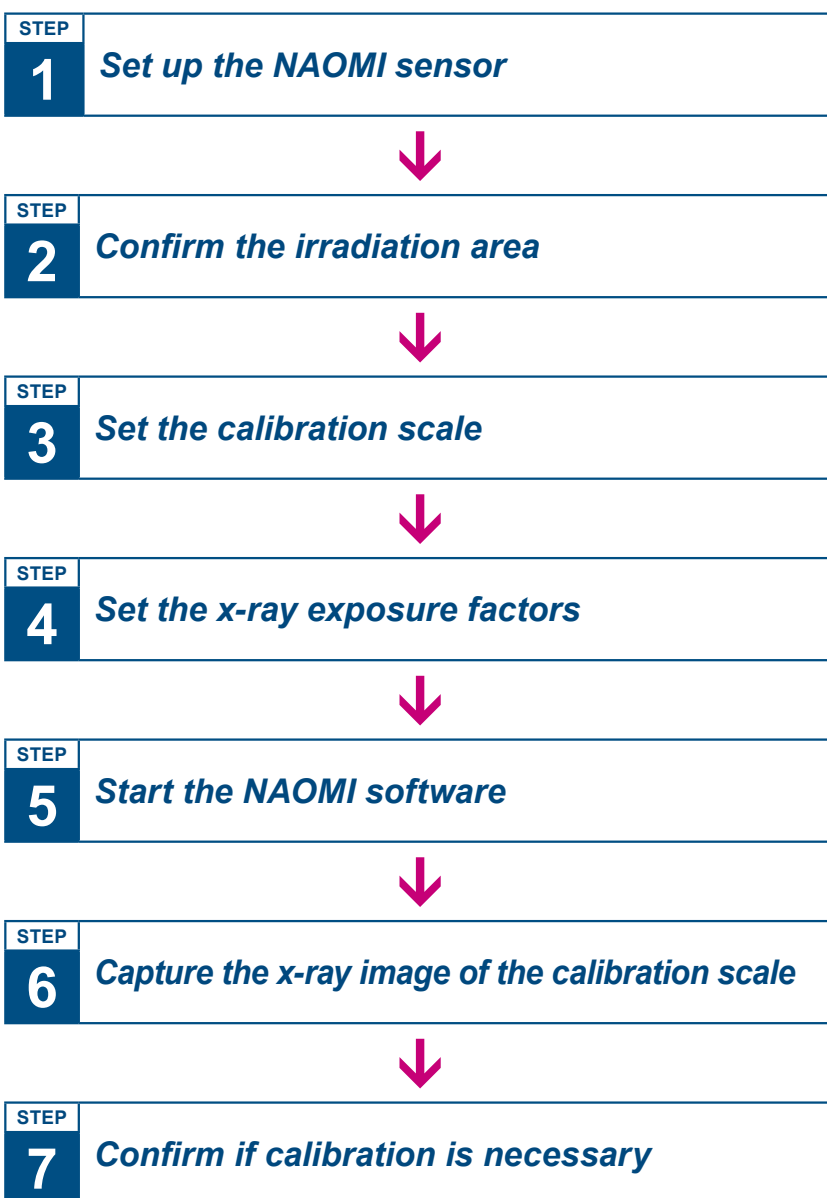 STEP
1
Set up the NAOMI sensor
STEP
2
Confirm the irradiation area
STEP
3
Set the calibration scale
STEP
4
Set the x-ray exposure factors
STEP
5
Start the NAOMI software
STEP
6
Capture the x-ray image of the calibration scale
STEP
7
Confirm if calibration is necessary